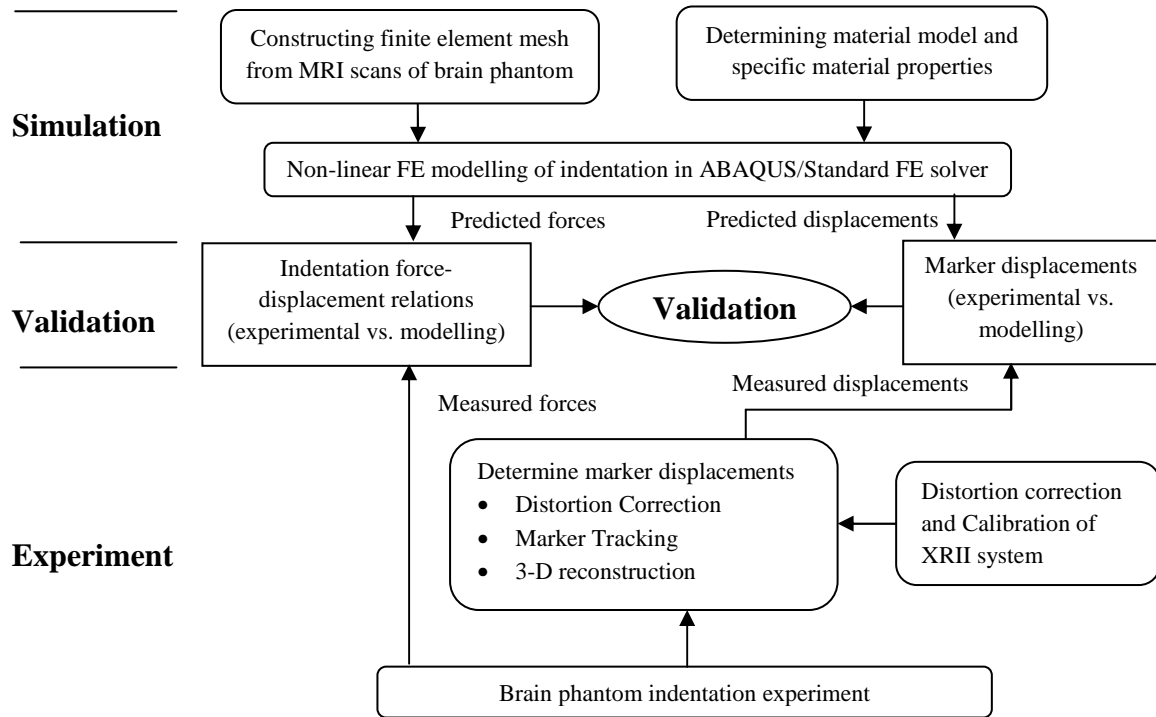 Constructing finite element mesh
from MRI scans of brain phantom
Determining material model and
specific material properties
Simulation
Non-linear FE modelling of indentation in ABAQUS/Standard FE solver
Predicted forces
Predicted displacements
Indentation force-
displacement relations
(experimental vs. modelling)
Validation
Marker displacements
(experimental vs.
modelling)
Validation
Measured forces
Measured displacements
Determine marker displacements
• Distortion Correction
• Marker Tracking
• 3-D reconstruction
Distortion correction
and Calibration of
XRII system
Experiment
Brain phantom indentation experiment